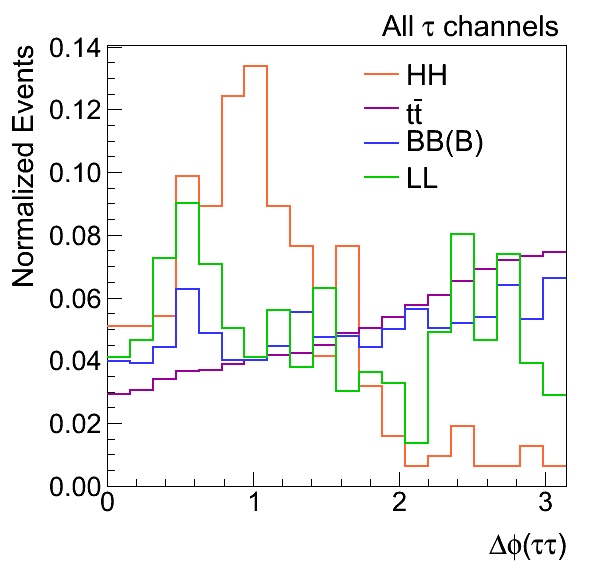 All τ channels
Normalized Events
0.14
0.12
0.10
0.08
0.06
0.04
0.02
0.00
HH
tt̄
BB(B)
LL
0 1 2 3
Δϕ(ττ)